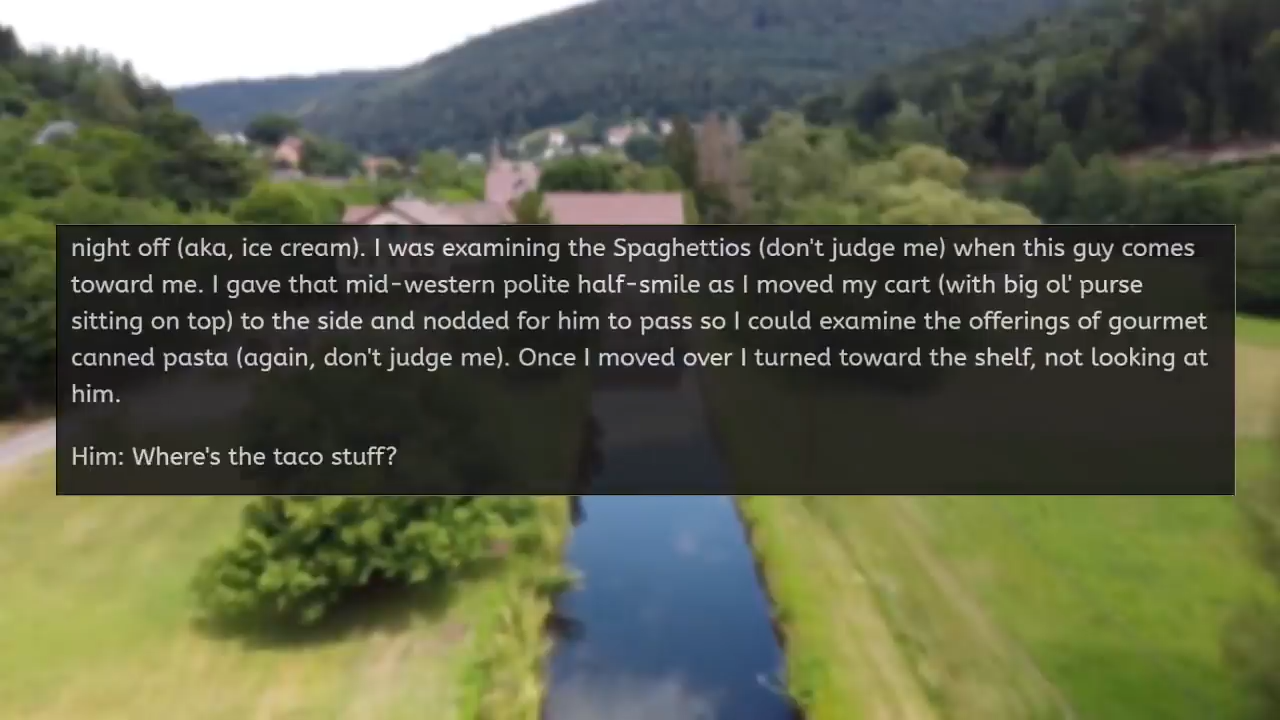 night off (aka, ice cream). I was examining the Spaghettios (don't judge me) when this guy comes
toward me. I gave that mid-western polite half-smile as I moved my cart (with big ol' purse
sitting on top) to the side and nodded for him to pass so I could examine the offerings of gourmet
canned pasta (again, don't judge me). Once I moved over I turned toward the shelf, not looking at
him.
Him: Where's the taco stuff?